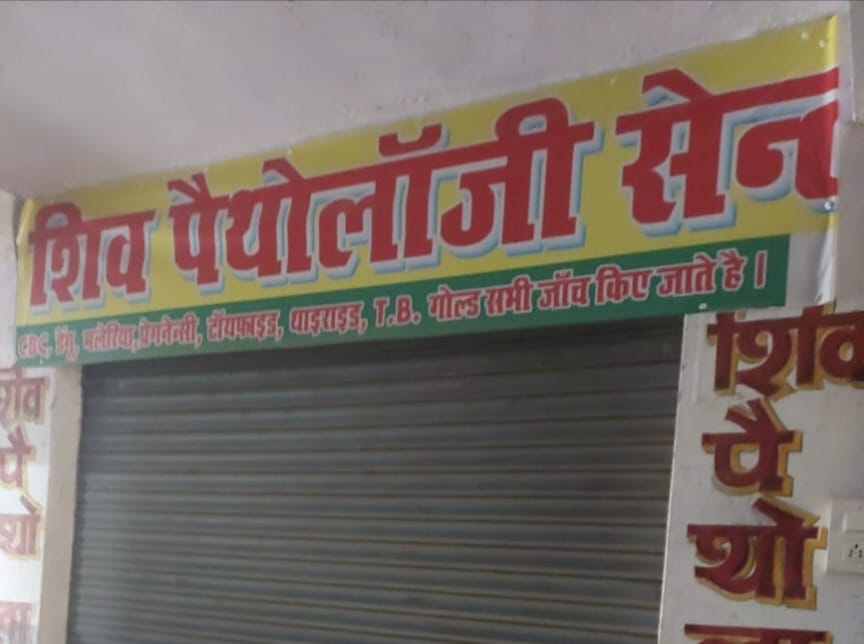 शिव पैथोलॉजी सेन
CBC, डेंगू, मलेरिया, प्रेगनेन्सी, टॉयफाइड, थाइराइड, T.B. गोल्ड सभी जाँच किए जाते है।
शिव
पै
थो
ला
शिव
पै
थो
ला